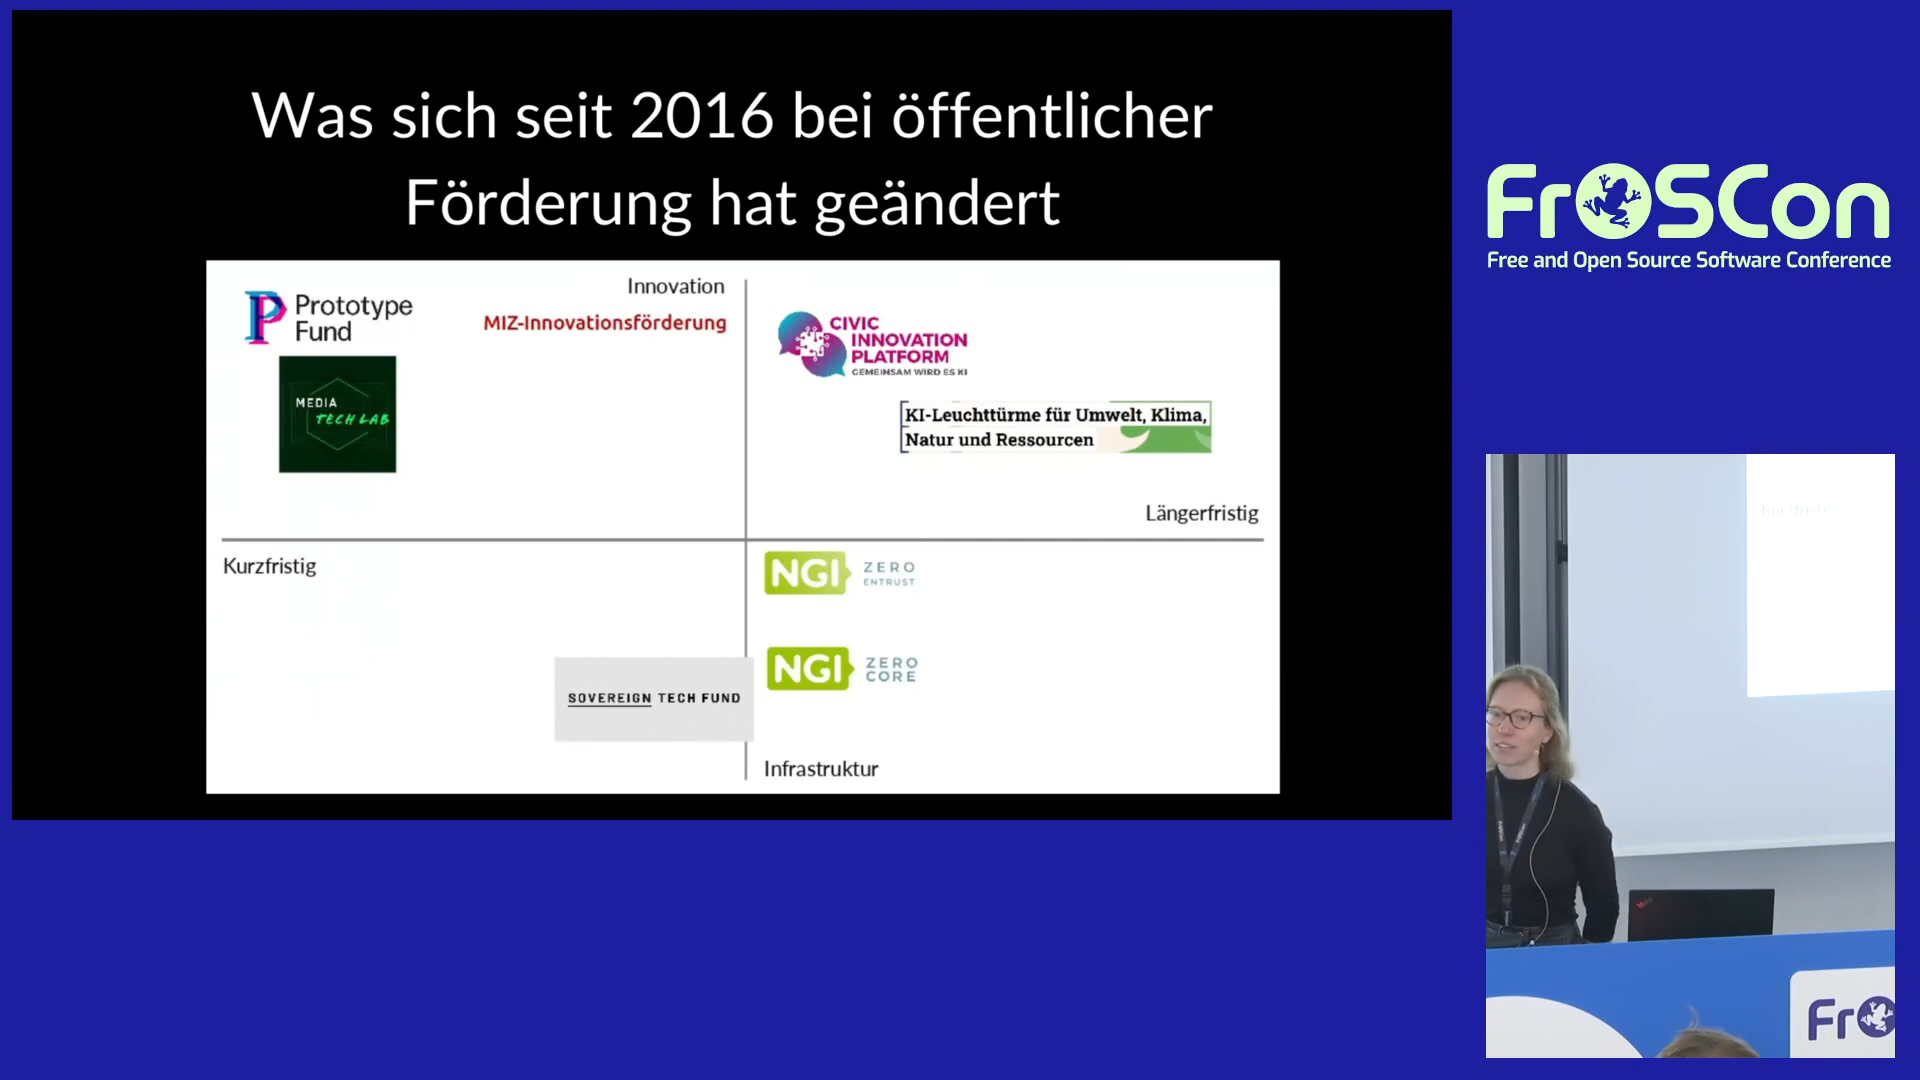 Was sich seit 2016 bei öffentlicher
Förderung hat geändert
Prototype
Fund
Innovation
MIZ-Innovationsförderung
MEDIA
TECH LAB
CIVIC
INNOVATION
PLATFORM
GEMEINSAM WIRD ES KI
KI-Leuchttürme für Umwelt, Klima,
Natur und Ressourcen
Längerfristig
Kurzfristig
NGI ZERO
ENTRUST
NGI ZERO
CORE
SOVEREIGN TECH FUND
Infrastruktur
FrOSCon
Free and Open Source Software Conference
Kurzfristig
FrO